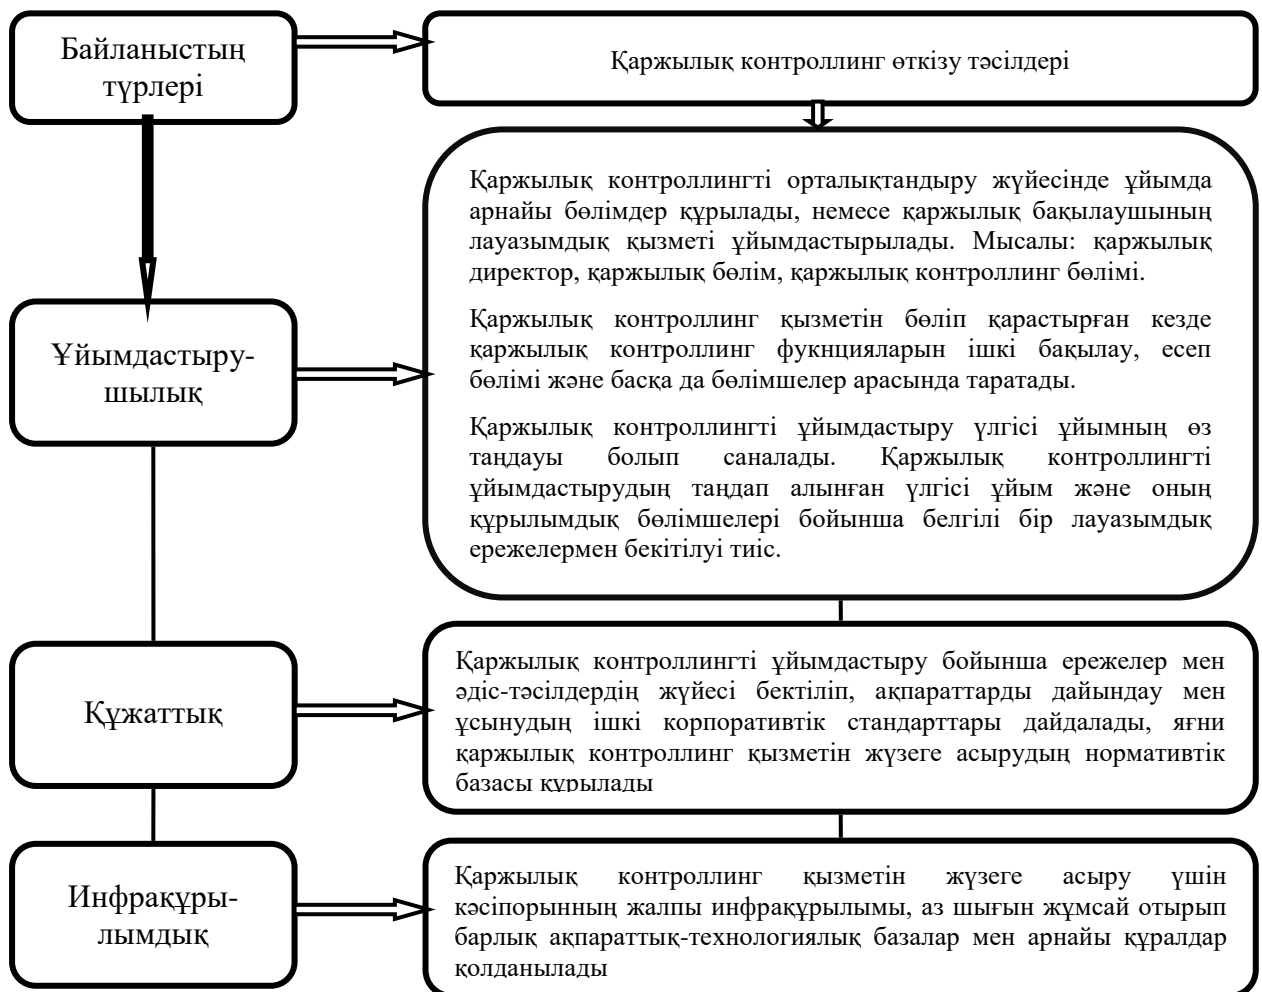 Байланыстың
түрлері
Қаржылық контроллинг өткізу тәсілдері
Қаржылық контроллингті орталықтандыру жүйесінде ұйымда
арнайы бөлімдер құрылады, немесе қаржылық бақылаушының
лауазымдық қызметі ұйымдастырылады. Мысалы: қаржылық
директор, қаржылық бөлім, қаржылық контроллинг бөлімі.
Қаржылық контроллинг қызметін бөліп қарастырған кезде
қаржылық контроллинг фукнцияларын ішкі бақылау, есеп
бөлімі және басқа да бөлімшелер арасында таратады.
Қаржылық контроллингті ұйымдастыру үлгісі ұйымның өз
таңдауы болып саналады. Қаржылық контроллингті
ұйымдастырудың таңдап алынған үлгісі ұйым және оның
құрылымдық бөлімшелері бойынша белгілі бір лауазымдық
ережелермен бекітілуі тиіс.
Ұйымдастыру-
шылық
Құжаттық
Қаржылық контроллингті ұйымдастыру бойынша ережелер мен
әдіс-тәсілдердің жүйесі бектіліп, ақпараттарды дайындау мен
ұсынудың ішкі корпоративтік стандарттары дайдалады, яғни
қаржылық контроллинг қызметін жүзеге асырудың нормативтік
базасы құрылады
Инфрақұры-
лымдық
Қаржылық контроллинг қызметін жүзеге асыру үшін
кәсіпорынның жалпы инфрақұрылымы, аз шығын жұмсай отырып
барлық ақпараттық-технологиялық базалар мен арнайы құралдар
қолданылады